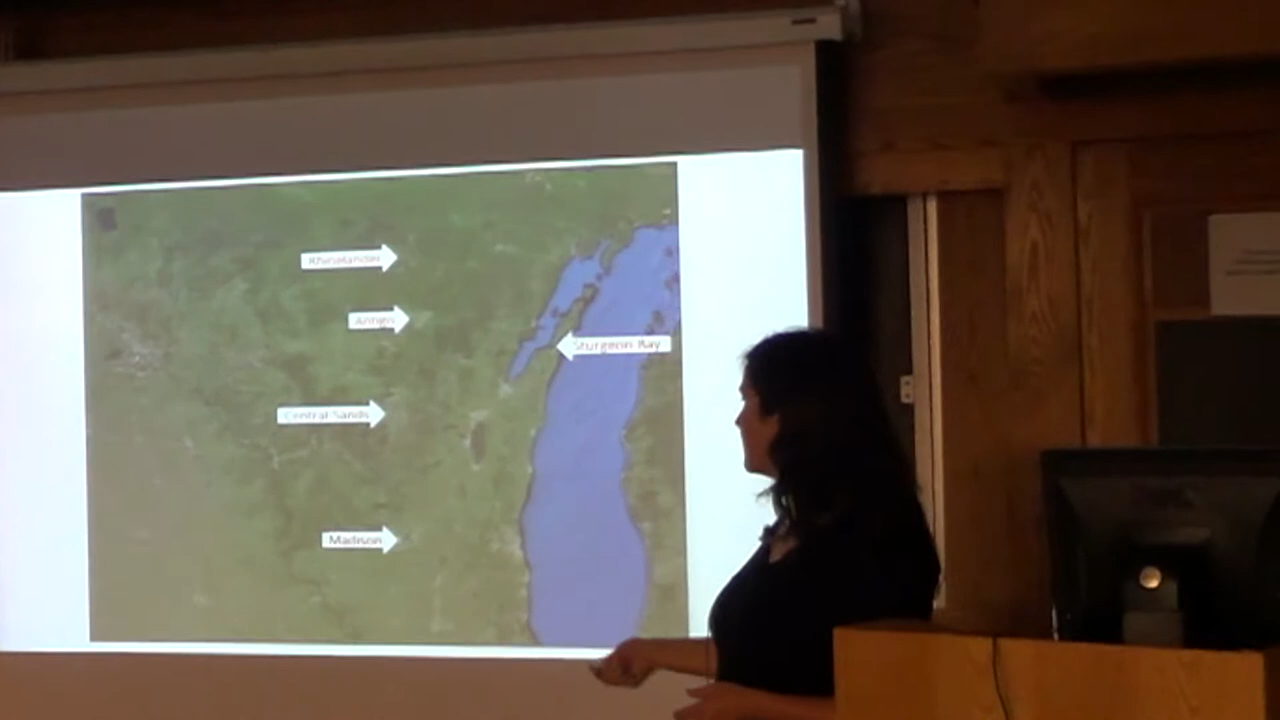 Rhinelander
Antigo
Sturgeon Bay
Central Sands
Madison